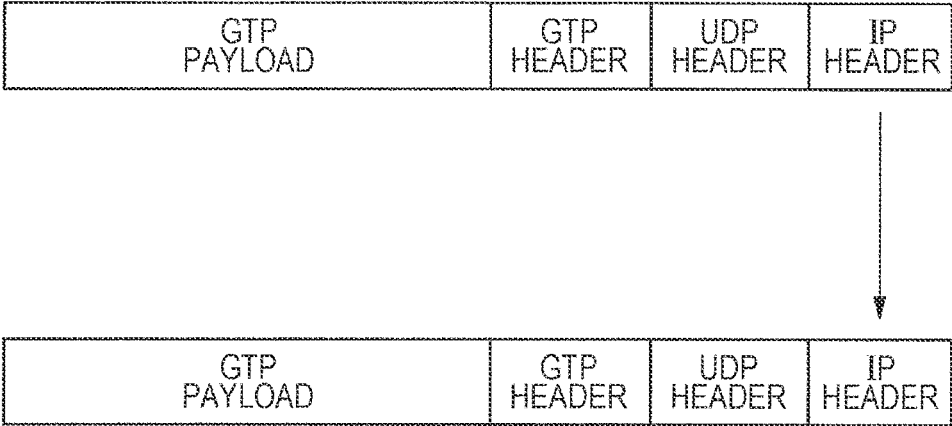 GTP
PAYLOAD
GTP
HEADER
UDP
HEADER
IP
HEADER
GTP
PAYLOAD
GTP
HEADER
UDP
HEADER
IP
HEADER